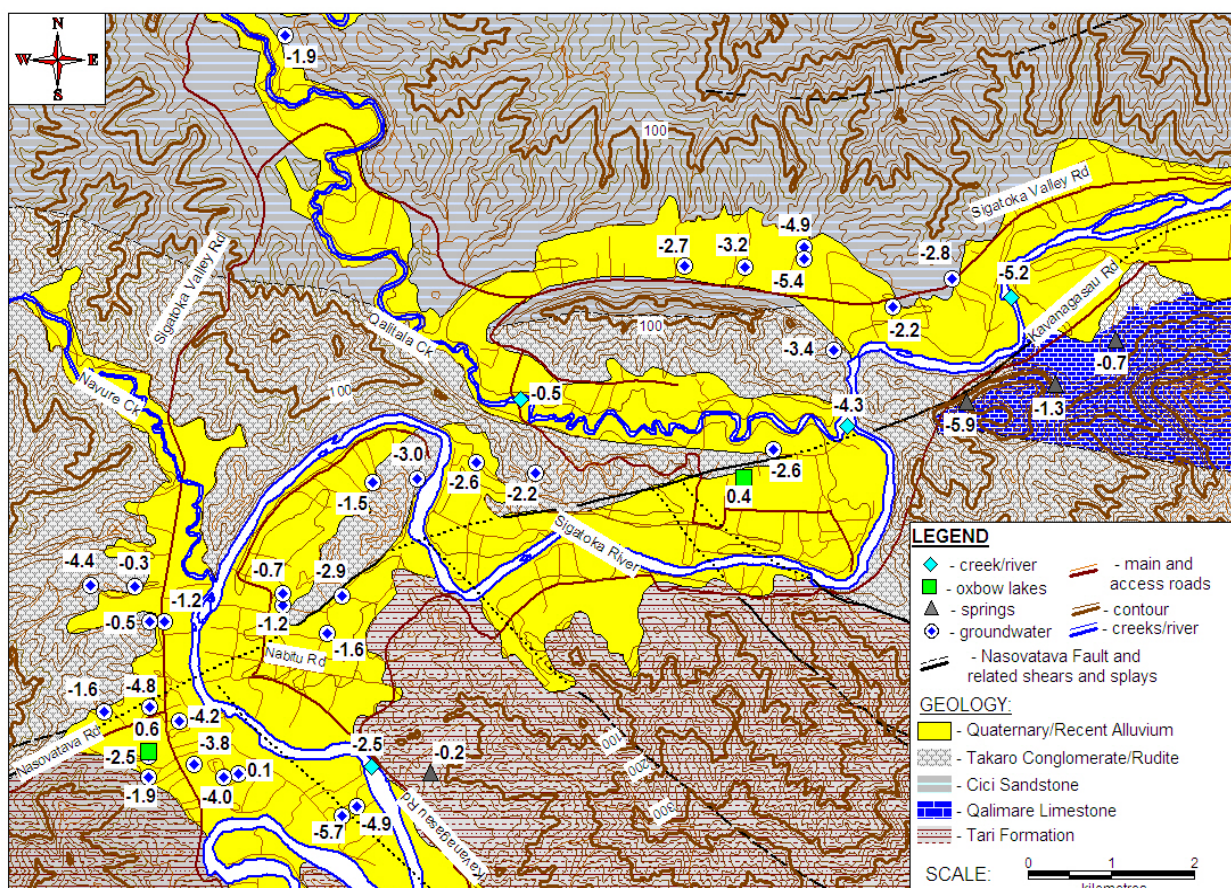 N
W E
S
-1.9
100
Sigatoka Valley Rd
-4.9
-2.7
-3.2
-5.4
-2.8
-5.2
Sigatoka Valley Rd
Qalitala Ck
100
-2.2
Kavanagasau Rd
-3.4
-0.7
Navure Ck
100
-0.5
-4.3
-1.3
-5.9
-3.0
-2.6
-2.6
-1.5
-2.2
0.4
Sigatoka River
-4.4
-0.3
-0.7
-2.9
-1.2
-0.5
-1.2
-1.6
Nabitu Rd
-1.6
-4.8
-4.2
0.6
Nasovatava Rd
-2.5
-3.8
0.1
-2.5
-0.2
-1.9
-4.0
-5.7
-4.9
Kavanagasau Rd
100
200
300
LEGEND
- creek/river
- oxbow lakes
- springs
- groundwater
- main and
access roads
- contour
- creeks/river
- Nasovatava Fault and
related shears and splays
GEOLOGY:
- Quaternary/Recent Alluvium
- Takaro Conglomerate/Rudite
- Cici Sandstone
- Qalimare Limestone
- Tari Formation
SCALE:
0 1 2
kilometres